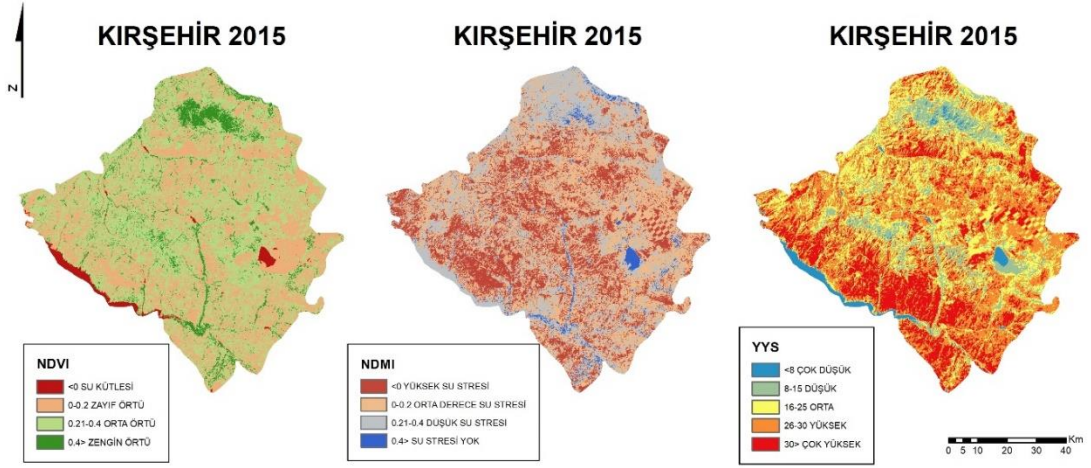 KIRŞEHİR 2015
KIRŞEHİR 2015
KIRŞEHİR 2015
N
NDVI
<0 SU KÜTLESİ
0-0.2 ZAYIF ÖRTÜ
0.21-0.4 ORTA ÖRTÜ
0.4> ZENGİN ÖRTÜ
NDMI
<0 YÜKSEK SU STRESİ
0-0.2 ORTA DERECE SU STRESİ
0.21-0.4 DÜŞÜK SU STRESİ
0.4> SU STRESİ YOK
YYS
<8 ÇOK DÜŞÜK
8-15 DÜŞÜK
16-25 ORTA
26-30 YÜKSEK
30> ÇOK YÜKSEK
Km
0 5 10 20 30 40